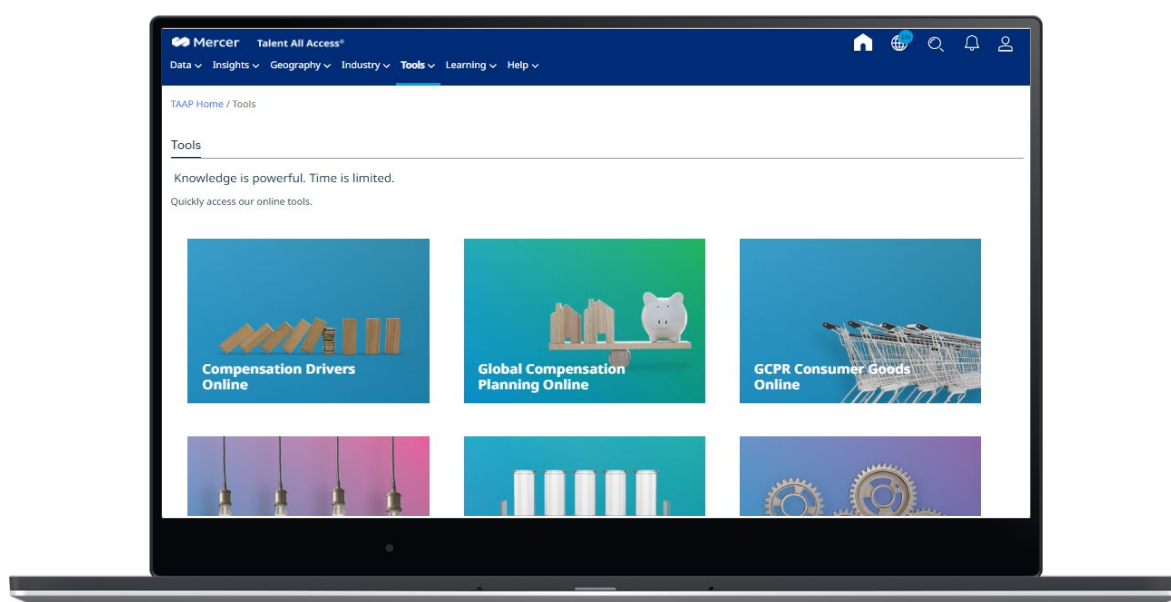 Mercer Talent All Access®
Data Insights Geography Industry Tools Learning Help
TAAP Home / Tools
Tools
Knowledge is powerful. Time is limited.
Quickly access our online tools.
Compensation Drivers
Online
Global Compensation
Planning Online
GCPR Consumer Goods
Online